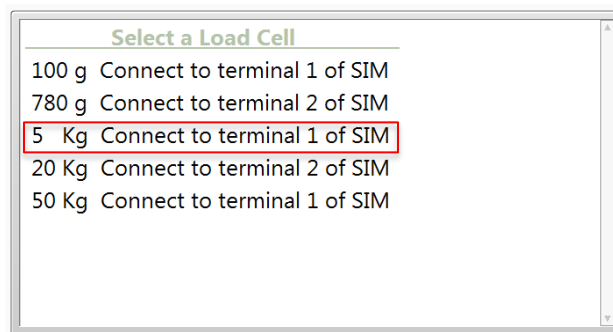 Select a Load Cell
100 g Connect to terminal 1 of SIM
780 g Connect to terminal 2 of SIM
5 Kg Connect to terminal 1 of SIM
20 Kg Connect to terminal 2 of SIM
50 Kg Connect to terminal 1 of SIM